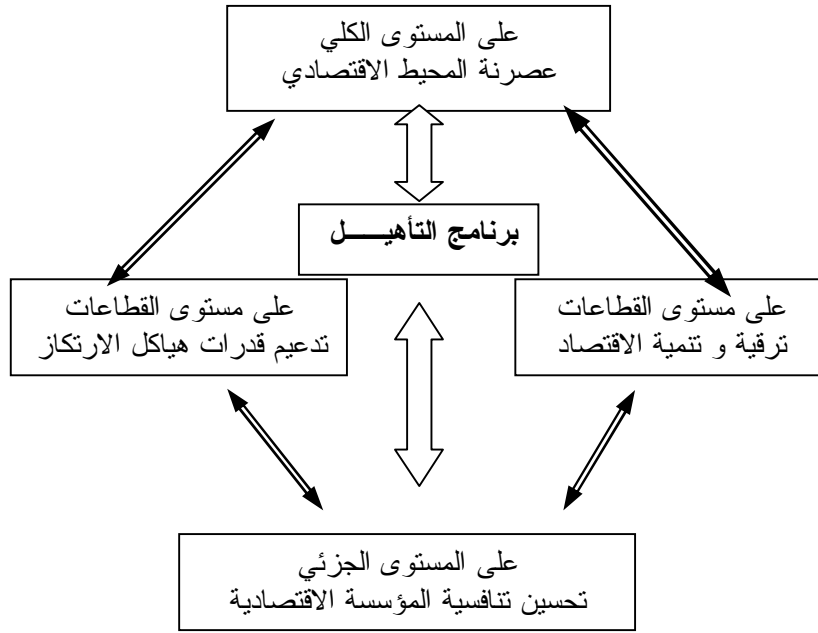 على المستوى الكلي
عصرنة المحيط الاقتصادي
برنامج التأهيـــــل
على مستوى القطاعات
ترقية و تنمية الاقتصاد
على مستوى القطاعات
تدعيم قدرات هياكل الارتكاز
على المستوى الجزئي
تحسين تنافسية المؤسسة الاقتصادية